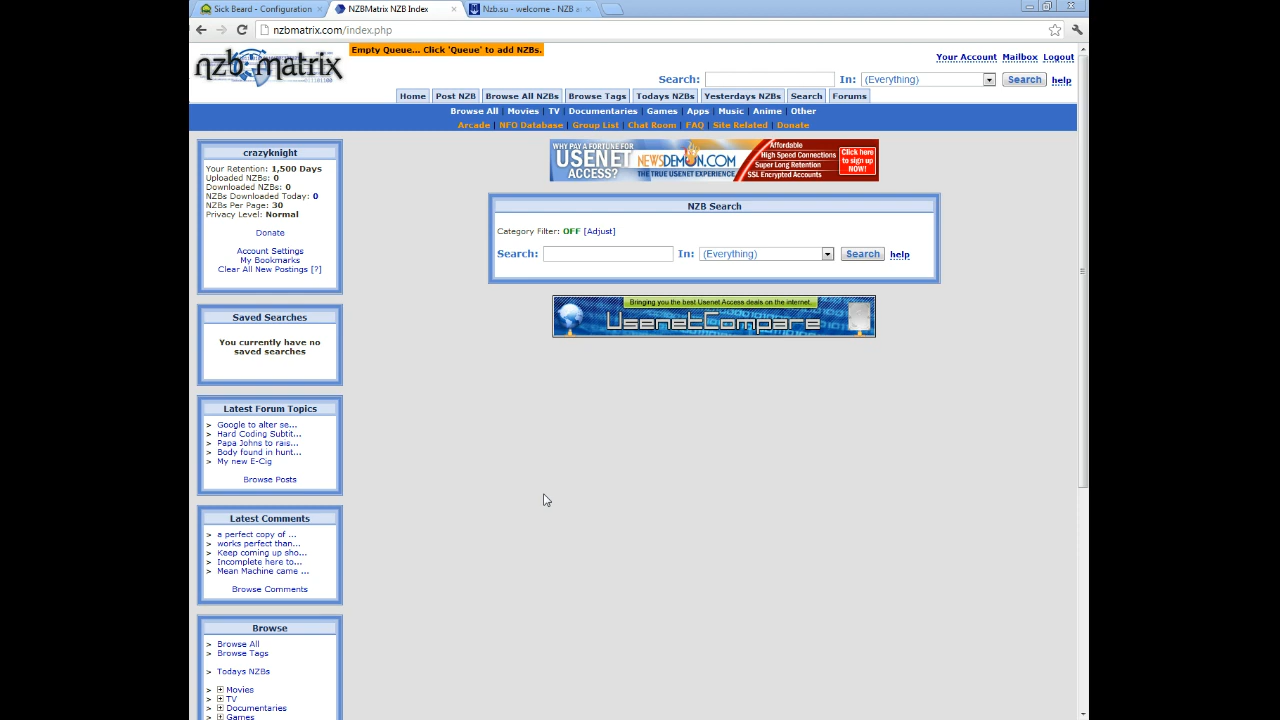 Sick Beard - Configuration
NZBMatrix NZB Index
Nzb.su - welcome - NZB
nzbmatrix.com/index.php
nzb matrix
Empty Queue... Click 'Queue' to add NZBs.
Your Account Mailbox Logout
Search: In: (Everything) Search help
Home Post NZB Browse All NZBs Browse Tags Todays NZBs Yesterdays NZBs Search Forums
Browse All Movies TV Documentaries Games Apps Music Anime Other
Arcade NFO Database Group List Chat Room FAQ Site Related Donate
crazyknight
Your Retention: 1,500 Days
Uploaded NZBs: 0
Downloaded NZBs: 0
NZBs Downloaded Today: 0
NZBs Per Page: 30
Privacy Level: Normal
Donate
Account Settings
My Bookmarks
Clear All New Postings [?]
WHY PAY A FORTUNE FOR
USENET
ACCESS?
NEWSDEMON.COM
THE TRUE USENET EXPERIENCE
Affordable
High Speed Connections
Super Long Retention
SSL Encrypted Accounts
Click here
to sign up
NOW!
NZB Search
Category Filter: OFF [Adjust]
Search: In: (Everything) Search help
Bringing you the best Usenet Access deals on the internet.
UsenetCompare
Saved Searches
You currently have no
saved searches
Latest Forum Topics
> Google to alter se...
> Hard Coding Subtit...
> Papa Johns to rais...
> Body found in hunt...
> My new E-Cig
Browse Posts
Latest Comments
> a perfect copy of ...
> works perfect than...
> Keep coming up sho...
> Incomplete here to...
> Mean Machine came ...
Browse Comments
Browse
> Browse All
> Browse Tags
> Todays NZBs
> Movies
> TV
> Documentaries
> Games